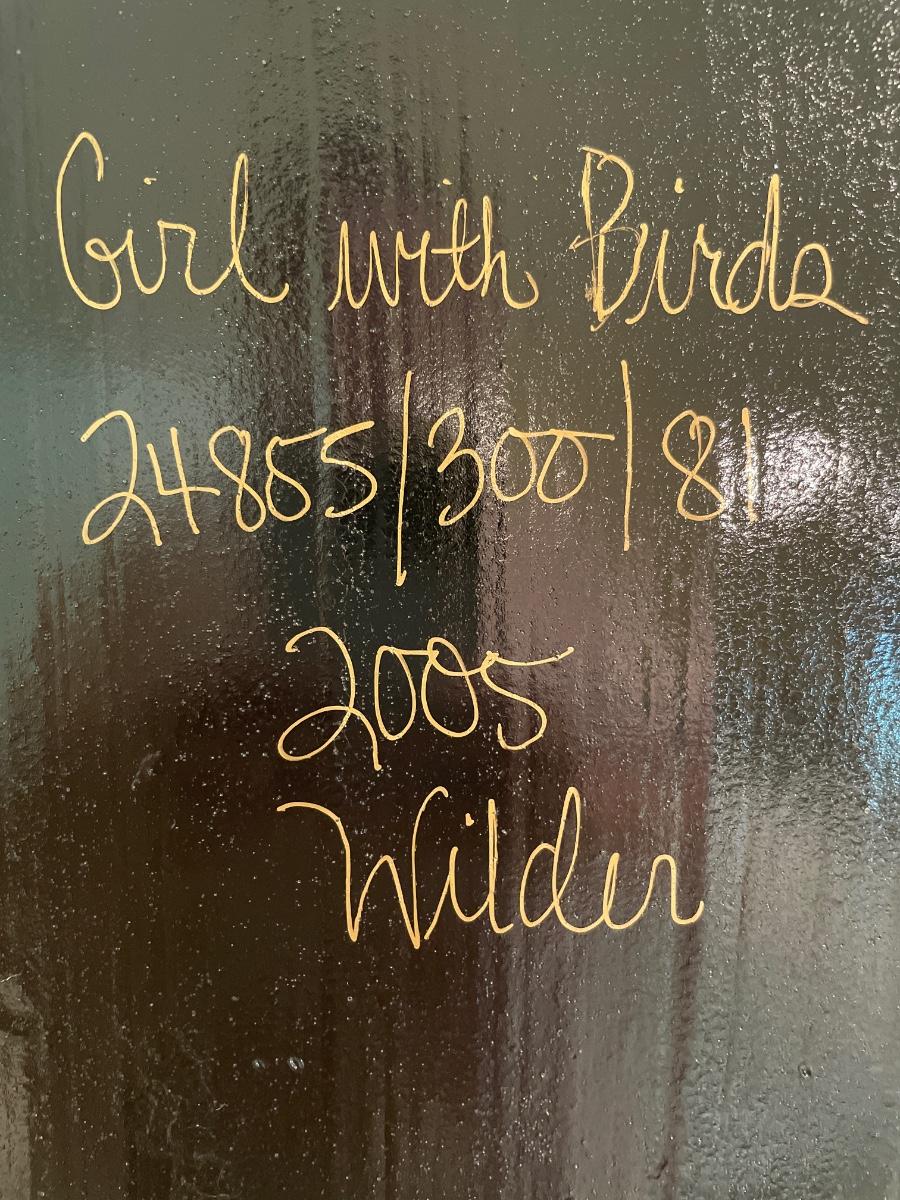 Girl with Birds
24855/300/81
2005
Wilder